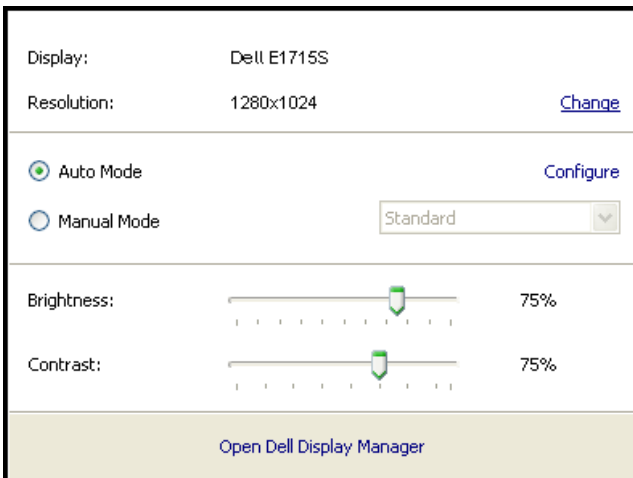 Display: Dell E1715S
Resolution: 1280x1024 Change
Auto Mode Configure
Manual Mode Standard
Brightness: 75%
Contrast: 75%
Open Dell Display Manager